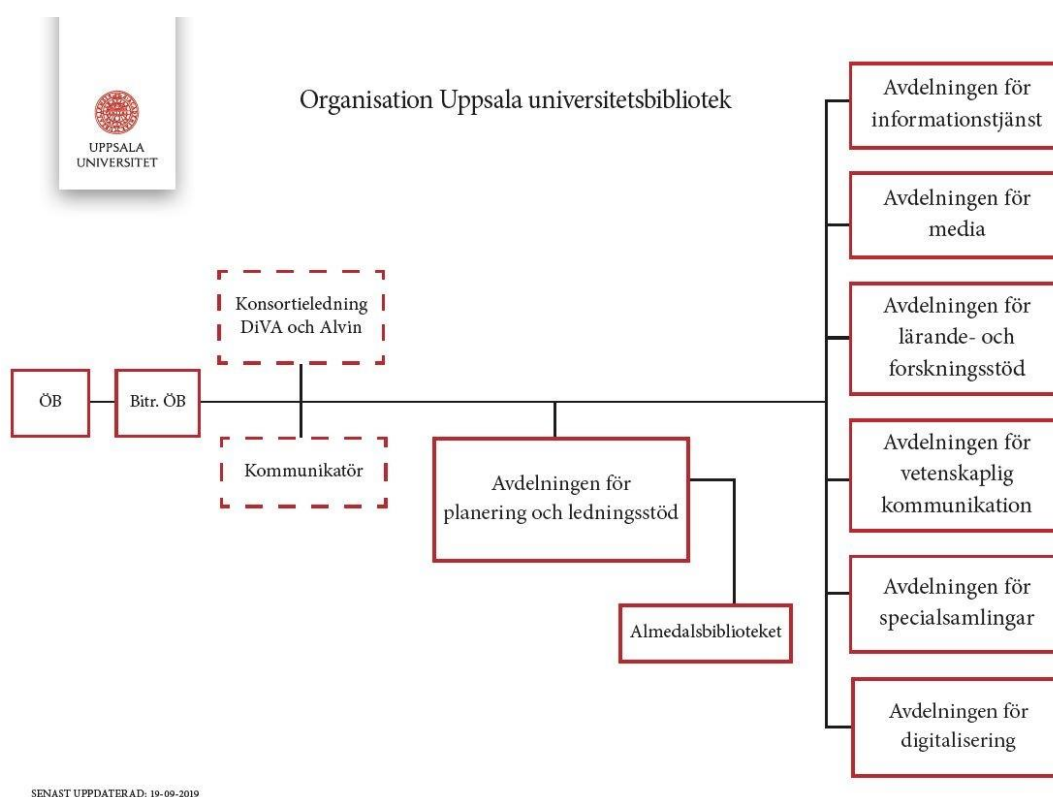 UPPSALA
UNIVERSITET
Organisation Uppsala universitetsbibliotek
Avdelningen för
informationstjänst
Avdelningen för
media
Avdelningen för
lärande- och
forskningsstöd
Avdelningen för
vetenskaplig
kommunikation
Avdelningen för
specialsamlingar
Avdelningen för
digitalisering
Konsortieledning
DiVA och Alvin
ÖB
Bitr. ÖB
Kommunikatör
Avdelningen för
planering och ledningsstöd
Almedalsbiblioteket
SENAST UPPDATERAD: 19-09-2019